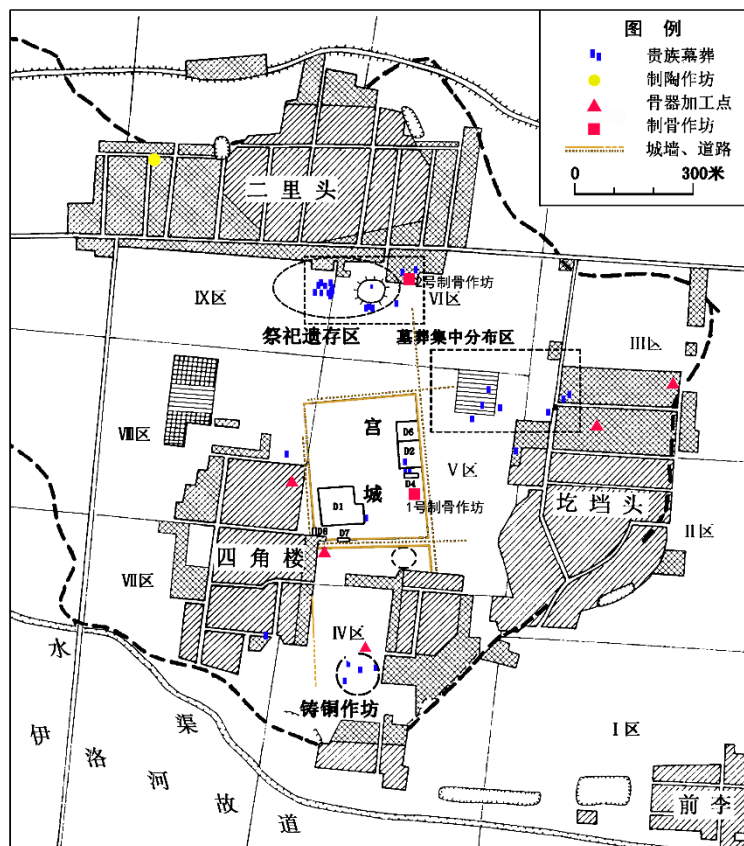 图 例
贵族墓葬
制陶作坊
骨器加工点
制骨作坊
城墙、道路
0 300米
二里头
2号制骨作坊
Ⅸ区
Ⅵ区
祭祀遗存区
墓葬集中分布区
Ⅲ区
宫
D6
D2
Ⅷ区
Ⅴ区
D4
城
1号制骨作坊
圪垱头
D1
D8
D7
Ⅱ区
四角楼
Ⅶ区
Ⅳ区
水
渠
铸铜作坊
Ⅰ区
伊
洛
河
故
道
前李